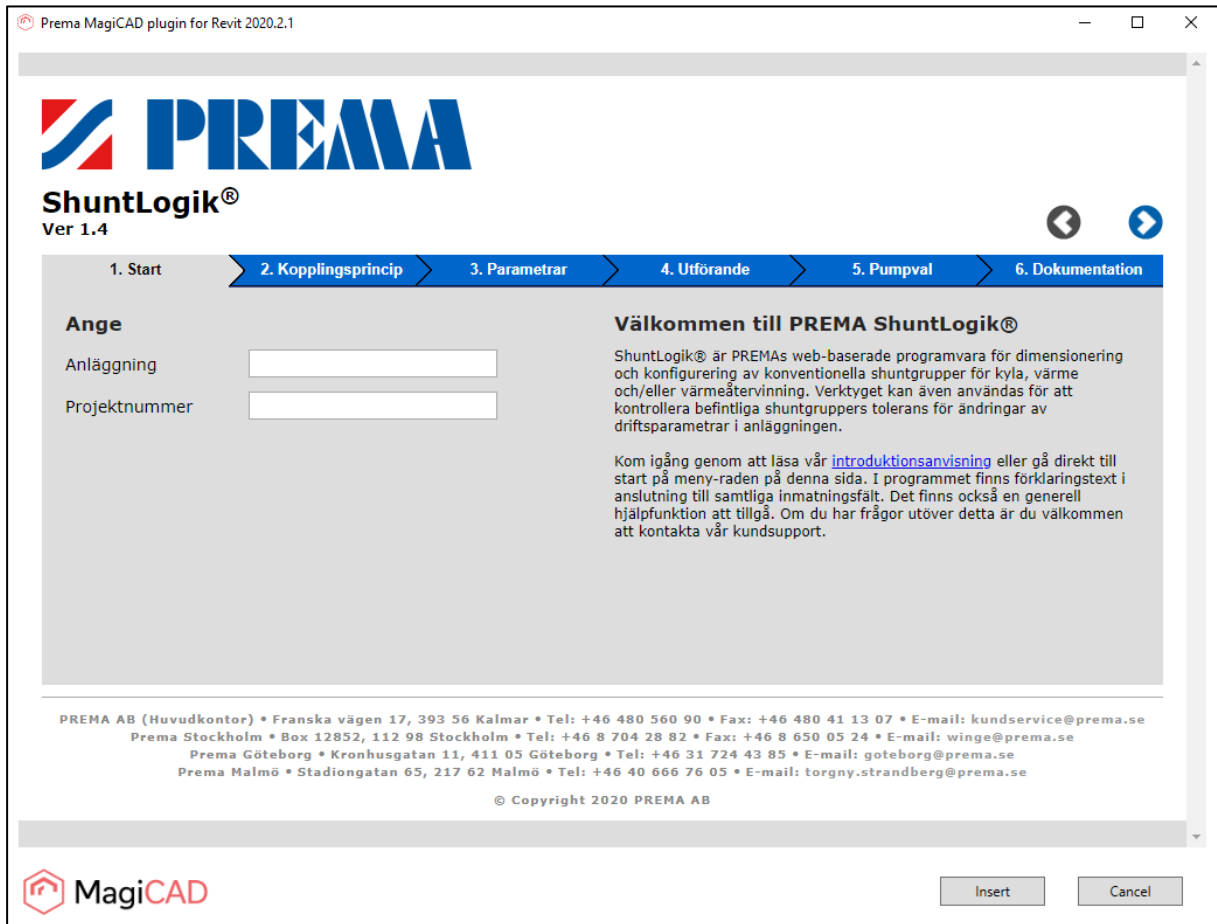 Prema MagiCAD plugin for Revit 2020.2.1
PREMA
ShuntLogik®
Ver 1.4
1. Start 2. Kopplingsprincip 3. Parametrar 4. Utförande 5. Pumpval 6. Dokumentation
Ange
Anläggning
Projektnummer
Välkommen till PREMA ShuntLogik®
ShuntLogik® är PREMAs web-baserade programvara för dimensionering
och konfigurering av konventionella shuntgrupper för kyla, värme
och/eller värmeåtervinning. Verktyget kan även användas för att
kontrollera befintliga shuntgruppers tolerans för ändringar av
driftsparametrar i anläggningen.
Kom igång genom att läsa vår introduktionsanvisning eller gå direkt till
start på meny-raden på denna sida. I programmet finns förklaringstext i
anslutning till samtliga inmatningsfält. Det finns också en generell
hjälpfunktion att tillgå. Om du har frågor utöver detta är du välkommen
att kontakta vår kundsupport.
PREMA AB (Huvudkontor) • Franska vägen 17, 393 56 Kalmar • Tel: +46 480 560 90 • Fax: +46 480 41 13 07 • E-mail: kundservice@prema.se
Prema Stockholm • Box 12852, 112 98 Stockholm • Tel: +46 8 704 28 82 • Fax: +46 8 650 05 24 • E-mail: winge@prema.se
Prema Göteborg • Kronhusgatan 11, 411 05 Göteborg • Tel: +46 31 724 43 85 • E-mail: goteborg@prema.se
Prema Malmö • Stadiongatan 65, 217 62 Malmö • Tel: +46 40 666 76 05 • E-mail: torgny.strandberg@prema.se
© Copyright 2020 PREMA AB
MagiCAD
Insert Cancel